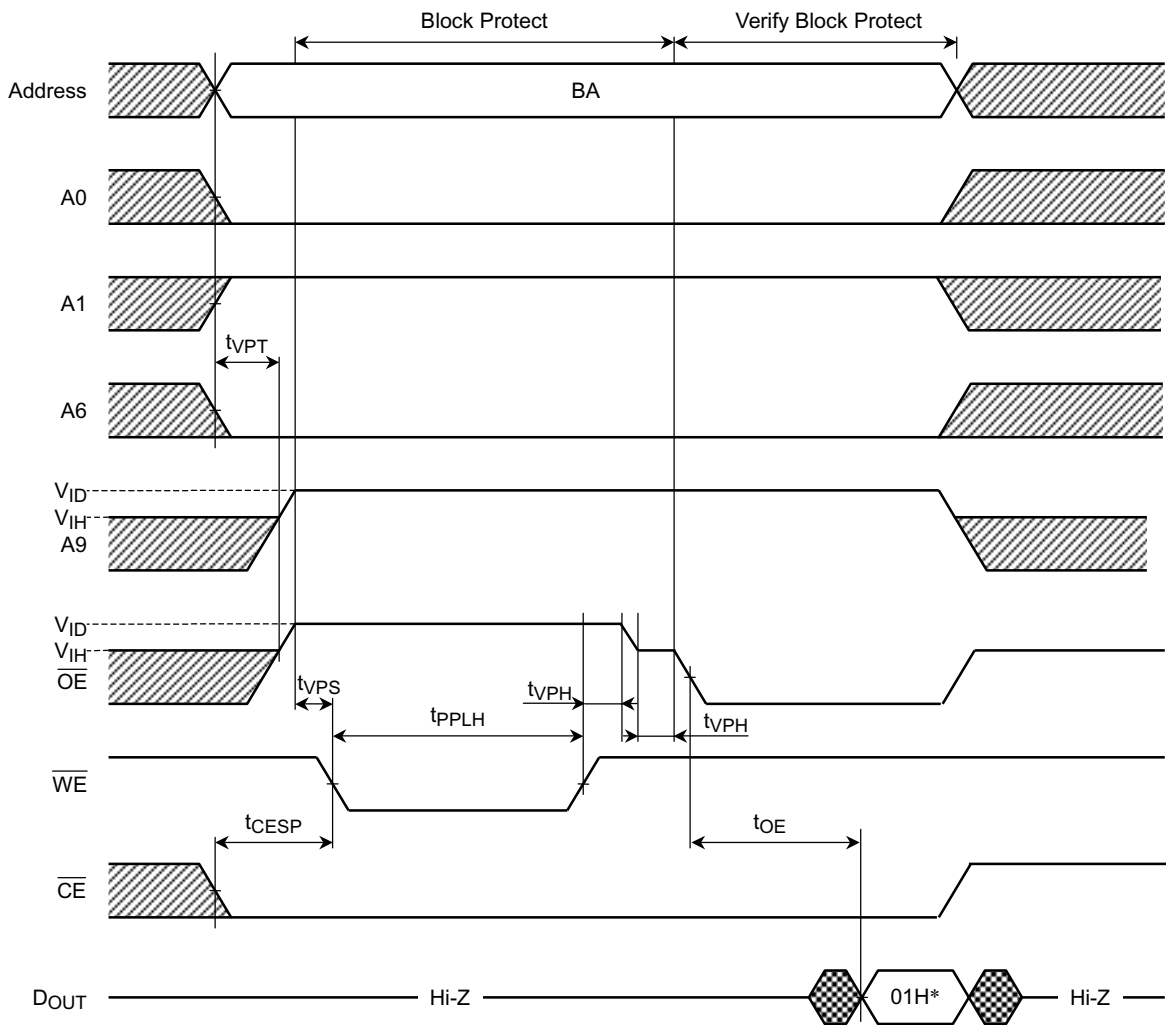 Block Protect
Verify Block Protect
Address
BA
A0
A1
tVPT
A6
VID
VIH
A9
VID
VIH
OE
tVPS
tVPH
tPPLH
tVPH
WE
tCESP
tOE
CE
DOUT
Hi-Z
01H*
Hi-Z